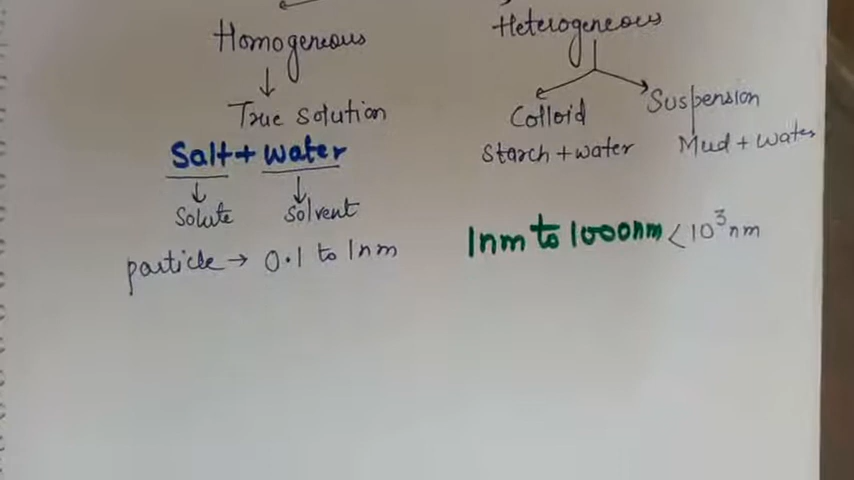 Homogeneous
True solution
Salt + water
solute solvent
particle → 0.1 to 1nm
Heterogeneous
Colloid
Starch + water
Suspension
Mud + water
1nm to 1000nm < 10³nm